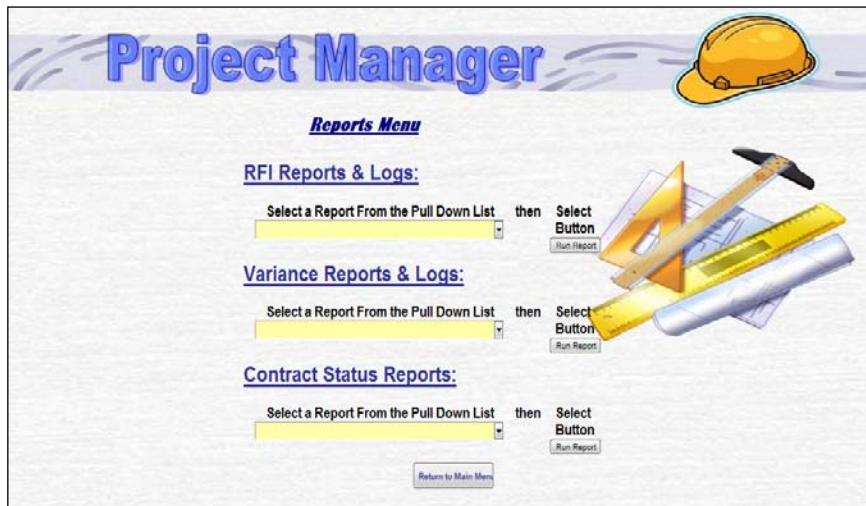 Project Manager
Reports Menu
RFI Reports & Logs:
Select a Report From the Pull Down List then Select
Button
Run Report
Variance Reports & Logs:
Select a Report From the Pull Down List then Select
Button
Run Report
Contract Status Reports:
Select a Report From the Pull Down List then Select
Button
Run Report
Return to Main Menu